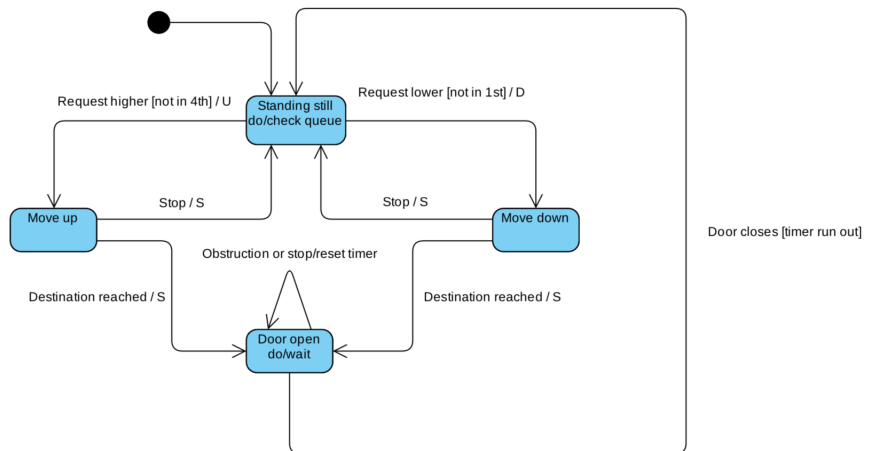 Request higher [not in 4th] / U
Standing still
do/check queue
Request lower [not in 1st] / D
Move up
Stop / S
Stop / S
Move down
Door closes [timer run out]
Obstruction or stop/reset timer
Destination reached / S
Destination reached / S
Door open
do/wait